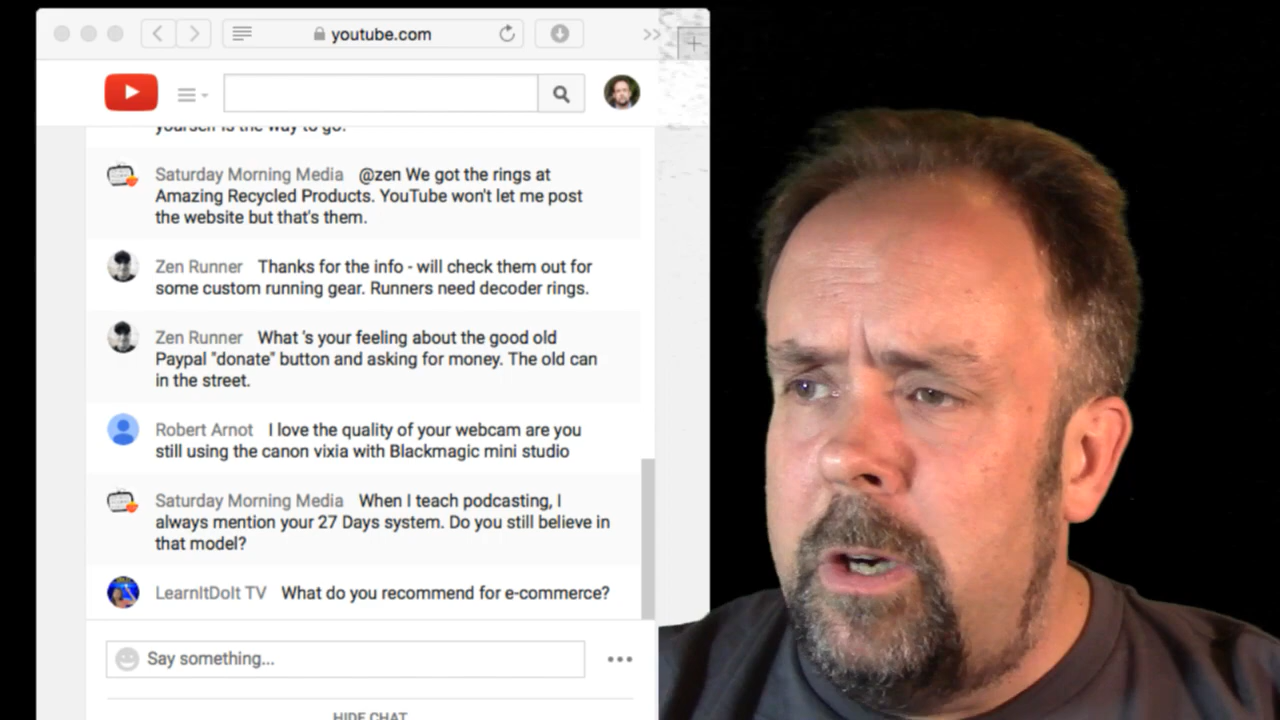 youtube.com
yourself is the way to go.
Saturday Morning Media @zen We got the rings at
Amazing Recycled Products. YouTube won't let me post
the website but that's them.
Zen Runner Thanks for the info - will check them out for
some custom running gear. Runners need decoder rings.
Zen Runner What 's your feeling about the good old
Paypal "donate" button and asking for money. The old can
in the street.
Robert Arnot I love the quality of your webcam are you
still using the canon vixia with Blackmagic mini studio
Saturday Morning Media When I teach podcasting, I
always mention your 27 Days system. Do you still believe in
that model?
LearnItDoIt TV What do you recommend for e-commerce?
Say something...
HIDE CHAT